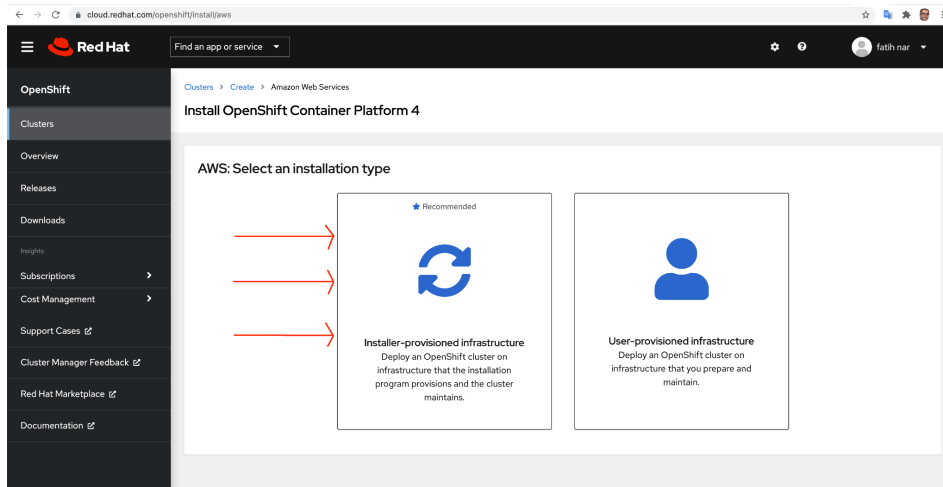 cloud.redhat.com/openshift/install/aws
Red Hat
Find an app or service
fatih nar
OpenShift
Clusters
Overview
Releases
Downloads
Insights
Subscriptions
Cost Management
Support Cases
Cluster Manager Feedback
Red Hat Marketplace
Documentation
Clusters > Create > Amazon Web Services
Install OpenShift Container Platform 4
AWS: Select an installation type
Recommended
Installer-provisioned infrastructure
Deploy an OpenShift cluster on
infrastructure that the installation
program provisions and the cluster
maintains.
User-provisioned infrastructure
Deploy an OpenShift cluster on
infrastructure that you prepare and
maintain.